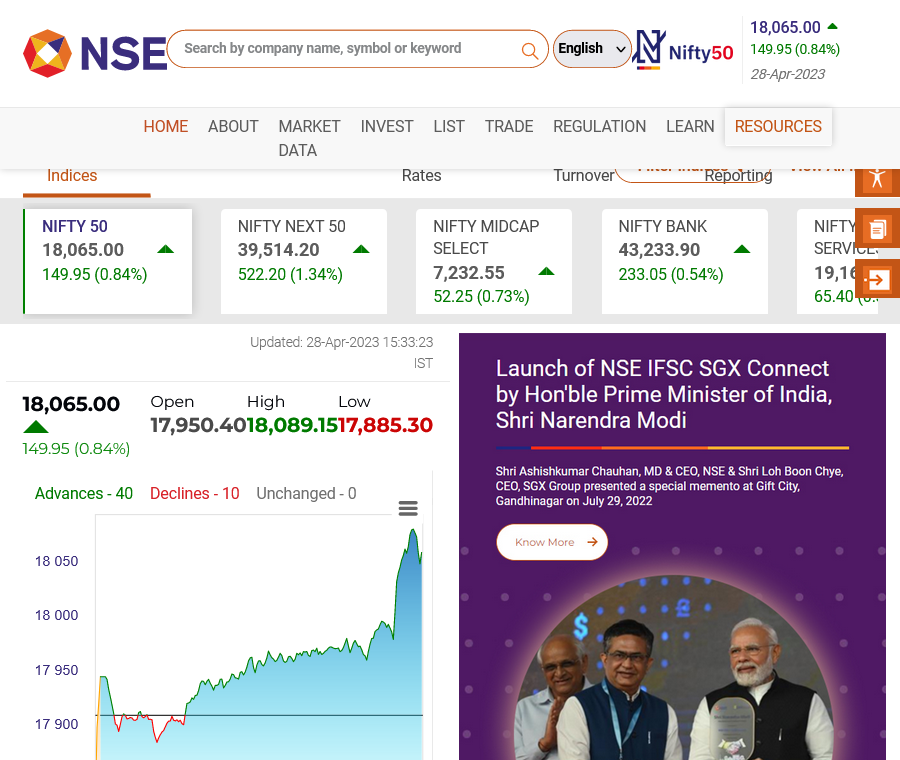 NSE
Search by company name, symbol or keyword
English
Nifty50
18,065.00
149.95 (0.84%)
28-Apr-2023
HOME ABOUT MARKET DATA INVEST LIST TRADE REGULATION LEARN RESOURCES
Indices Rates Turnover Reporting
NIFTY 50
18,065.00
149.95 (0.84%)
NIFTY NEXT 50
39,514.20
522.20 (1.34%)
NIFTY MIDCAP
SELECT
7,232.55
52.25 (0.73%)
NIFTY BANK
43,233.90
233.05 (0.54%)
NIFTY
65.40
Updated: 28-Apr-2023 15:33:23
IST
18,065.00
149.95 (0.84%)
Open
17,950.40
High
18,089.15
Low
17,885.30
Advances - 40 Declines - 10 Unchanged - 0
18 050
18 000
17 950
17 900
Launch of NSE IFSC SGX Connect
by Hon'ble Prime Minister of India,
Shri Narendra Modi
Shri Ashishkumar Chauhan, MD & CEO, NSE & Shri Loh Boon Chye,
CEO, SGX Group presented a special memento at Gift City,
Gandhinagar on July 29, 2022
Know More